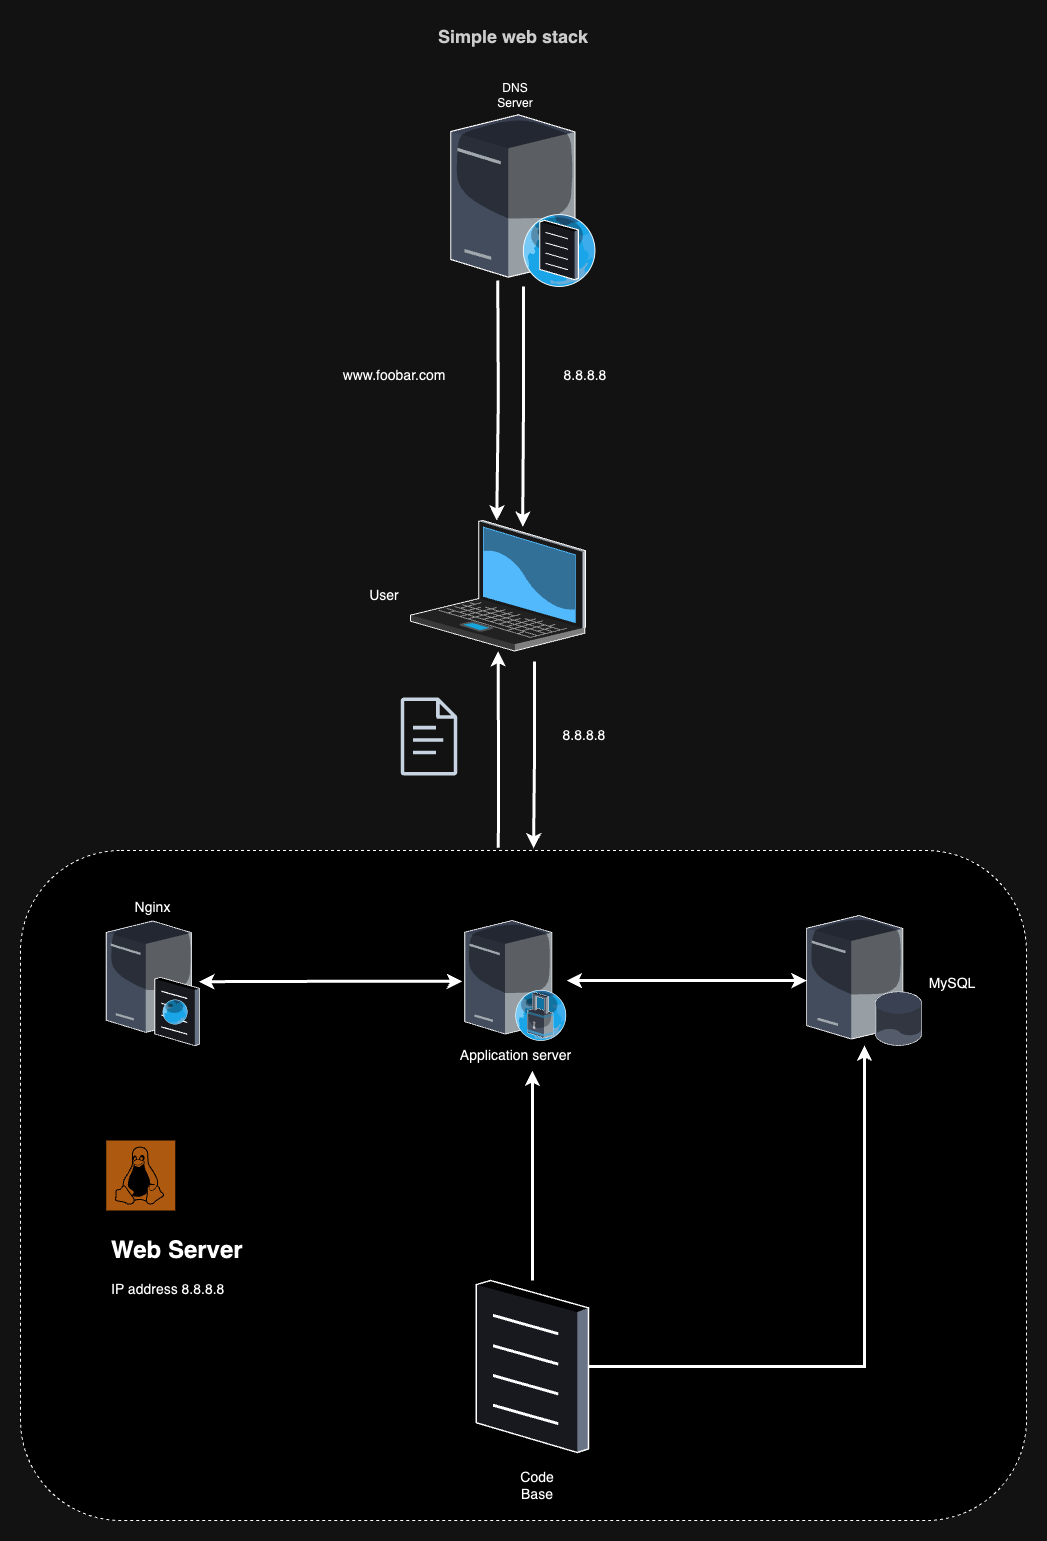 Simple web stack
DNS
Server
www.foobar.com
8.8.8.8
User
8.8.8.8
Nginx
MySQL
Application server
Web Server
IP address 8.8.8.8
Code
Base